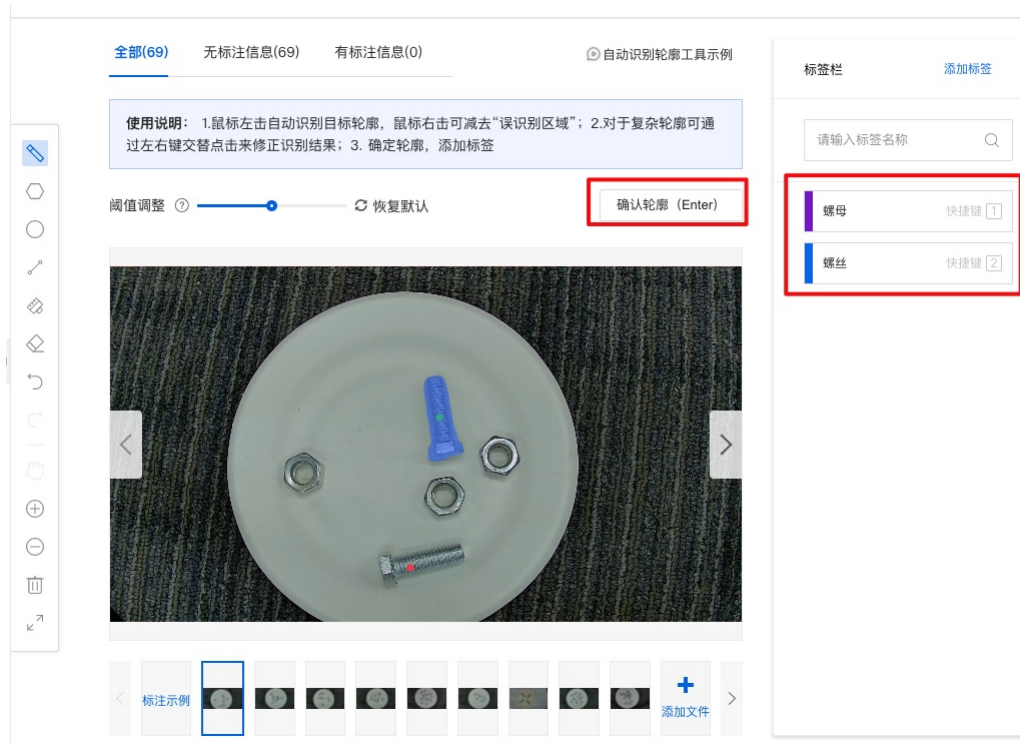 全部(69) 无标注信息(69) 有标注信息(0)
自动识别轮廓工具示例
使用说明： 1.鼠标左击自动识别目标轮廓，鼠标右击可减去“误识别区域”；2.对于复杂轮廓可通
过左右键交替点击来修正识别结果；3. 确定轮廓，添加标签
阈值调整 ? 恢复默认
确认轮廓（Enter）
标注示例
添加文件
标签栏 添加标签
请输入标签名称
螺母 快捷键 1
螺丝 快捷键 2